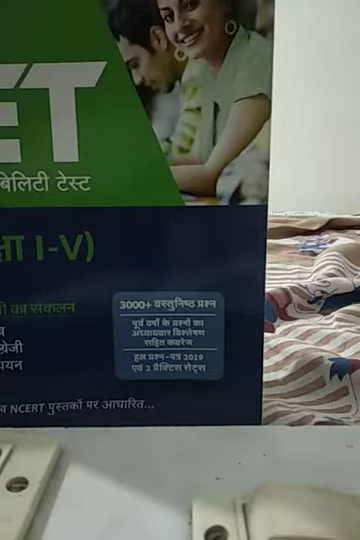 ET
बिलिटी टेस्ट
I-V)
का संकलन
3000+ वस्तुनिष्ठ प्रश्न
पूर्व वर्षों के प्रश्नों का
अध्यायवार विश्लेषण
सहित कवरेज
हल प्रश्न-पत्र 2019
एवं 2 प्रैक्टिस सेट्स
व NCERT पुस्तकों पर आधारित...